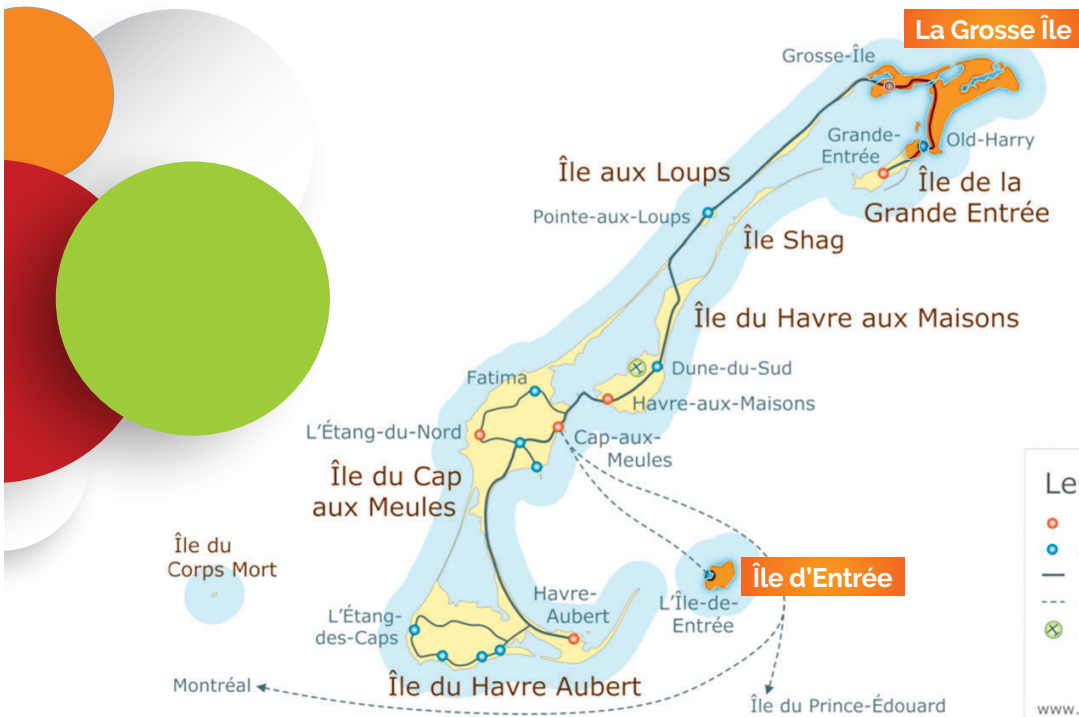 La Grosse Île
Grosse-Île
Grande-
Entrée
Old-Harry
Île aux Loups
Île de la
Grande Entrée
Pointe-aux-Loups
Île Shag
Île du Havre aux Maisons
Dune-du-Sud
Fatima
Havre-aux-Maisons
L'Étang-du-Nord
Cap-aux-
Meules
Île du Cap
aux Meules
Le
Île du
Corps Mort
Île d'Entrée
Havre-
Aubert
L'Île-de-
Entrée
L'Étang-
des-Caps
Île du Havre Aubert
Montréal
Île du Prince-Édouard
www.